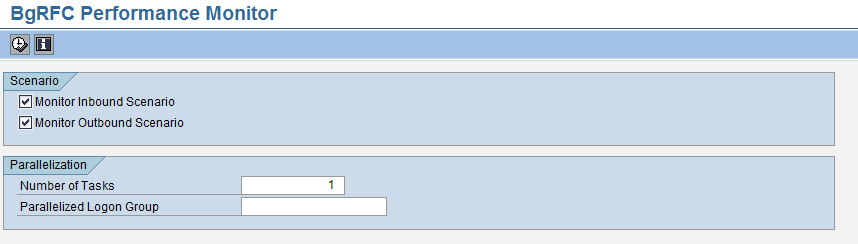 BgRFC Performance Monitor
Scenario
Monitor Inbound Scenario
Monitor Outbound Scenario
Parallelization
Number of Tasks 1
Parallelized Logon Group